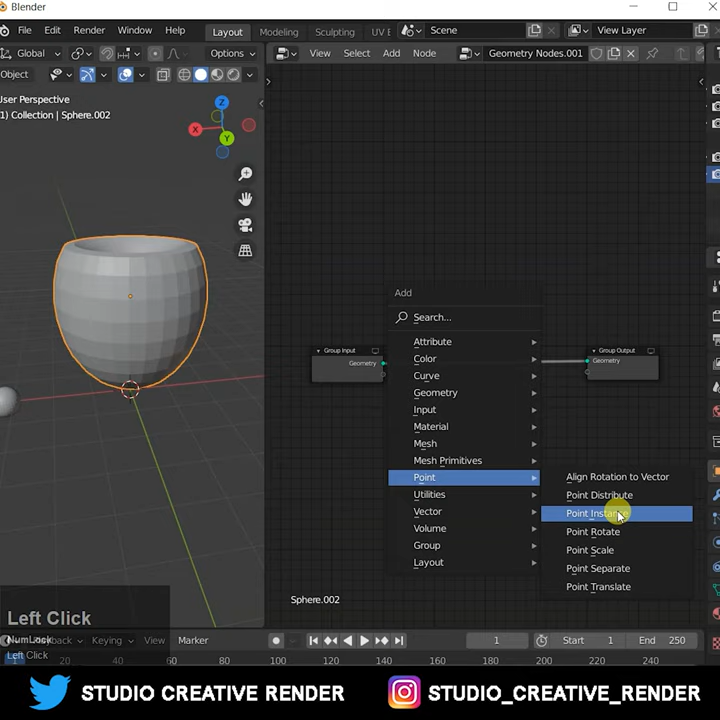 Blender
File Edit Render Window Help Layout Modeling Sculpting UV E Scene View Layer
Global Options View Select Add Node Geometry Nodes.001
Object
User Perspective
1) Collection | Sphere.002
Z
X
Y
Add
Search...
Attribute
Color
Curve
Geometry
Input
Material
Mesh
Mesh Primitives
Point
Utilities
Vector
Volume
Group
Layout
Group Input
Geometry
Group Output
Geometry
Align Rotation to Vector
Point Distribute
Point Instance
Point Rotate
Point Scale
Point Separate
Point Translate
Sphere.002
Left Click
NumLock
Left Click
Playback Keying View Marker 1 Start 1 End 250
1 20 40 60 80 100 120 140 160 180 200 220 240
STUDIO CREATIVE RENDER STUDIO_CREATIVE_RENDER